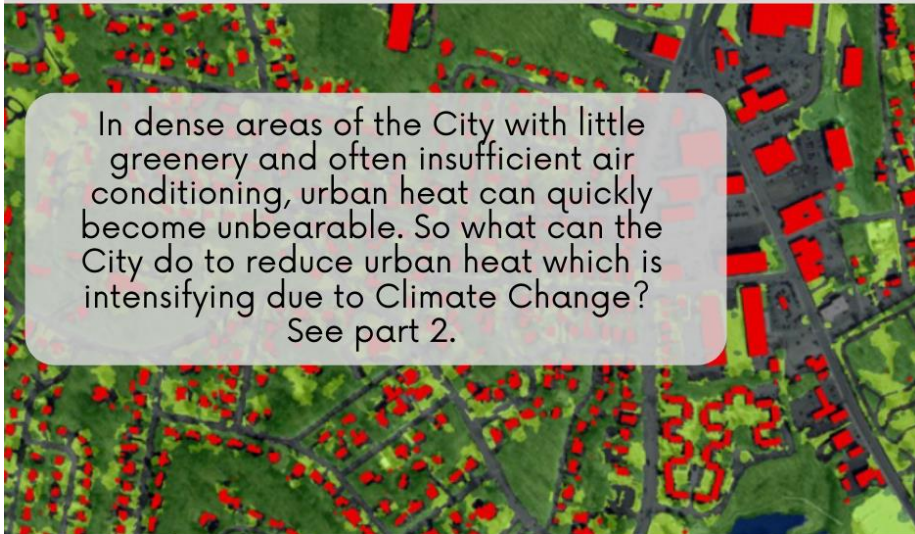 In dense areas of the City with little
greenery and often insufficient air
conditioning, urban heat can quickly
become unbearable. So what can the
City do to reduce urban heat which is
intensifying due to Climate Change?
See part 2.